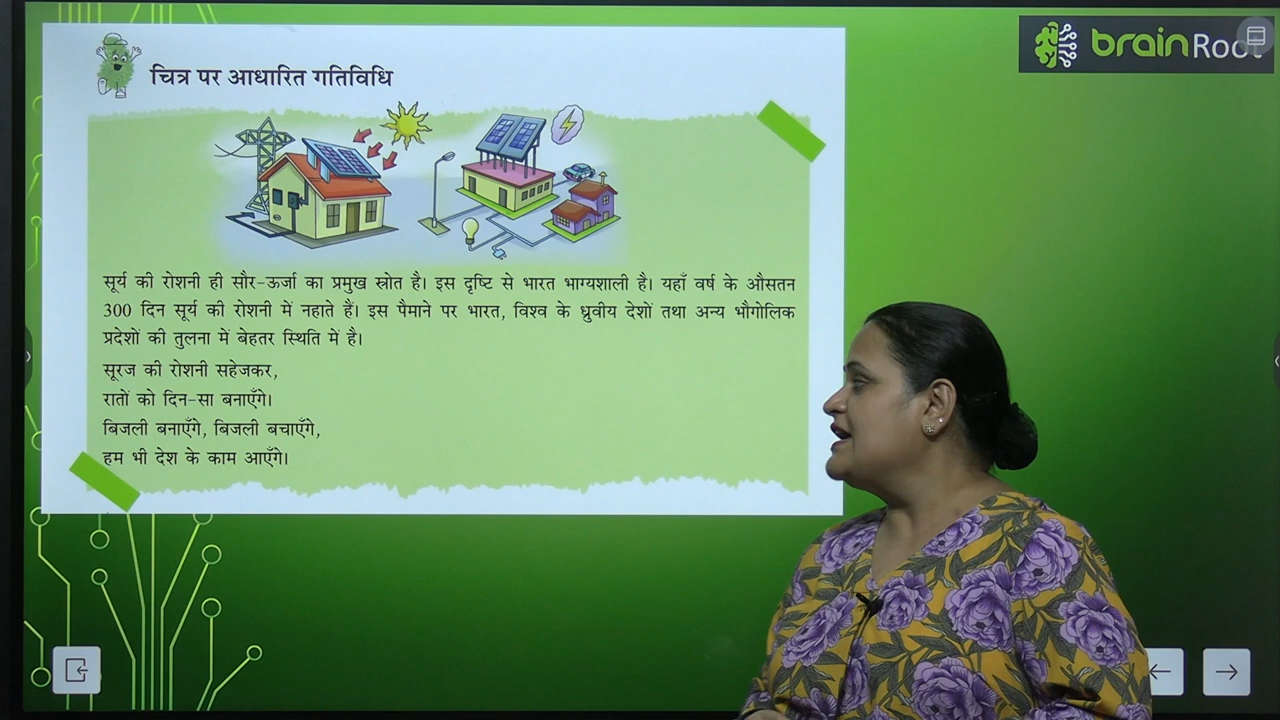 brainRoot
चित्र पर आधारित गतिविधि
सूर्य की रोशनी ही सौर-ऊर्जा का प्रमुख स्रोत है। इस दृष्टि से भारत भाग्यशाली है। यहाँ वर्ष के औसतन
300 दिन सूर्य की रोशनी में नहाते हैं। इस पैमाने पर भारत, विश्व के ध्रुवीय देशों तथा अन्य भौगोलिक
प्रदेशों की तुलना में बेहतर स्थिति में है।
सूरज की रोशनी सहेजकर,
रातों को दिन-सा बनाएँगे।
बिजली बनाएँगे, बिजली बचाएँगे,
हम भी देश के काम आएँगे।